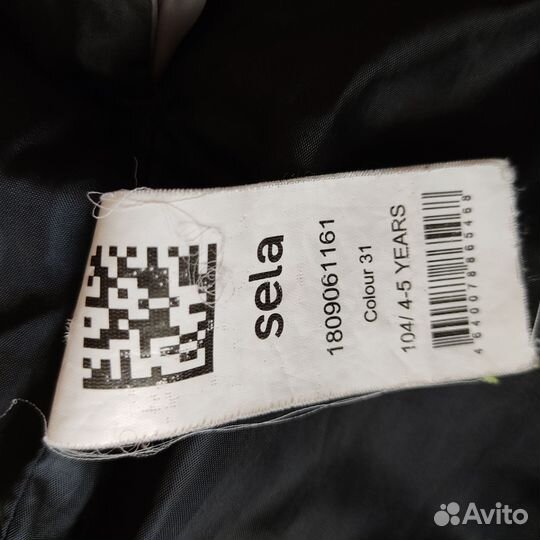 sela
1809061161
Colour 31
104/ 4-5 YEARS
4640078865468
Avito